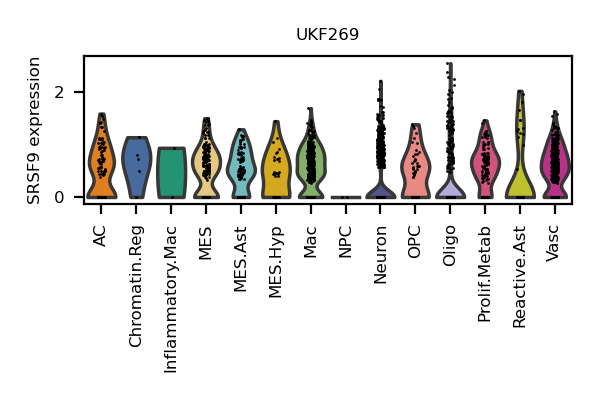 UKF269
SRSF9 expression
2
0
AC
Chromatin.Reg
Inflammatory.Mac
MES
MES.Ast
MES.Hyp
Mac
NPC
Neuron
OPC
Oligo
Prolif.Metab
Reactive.Ast
Vasc